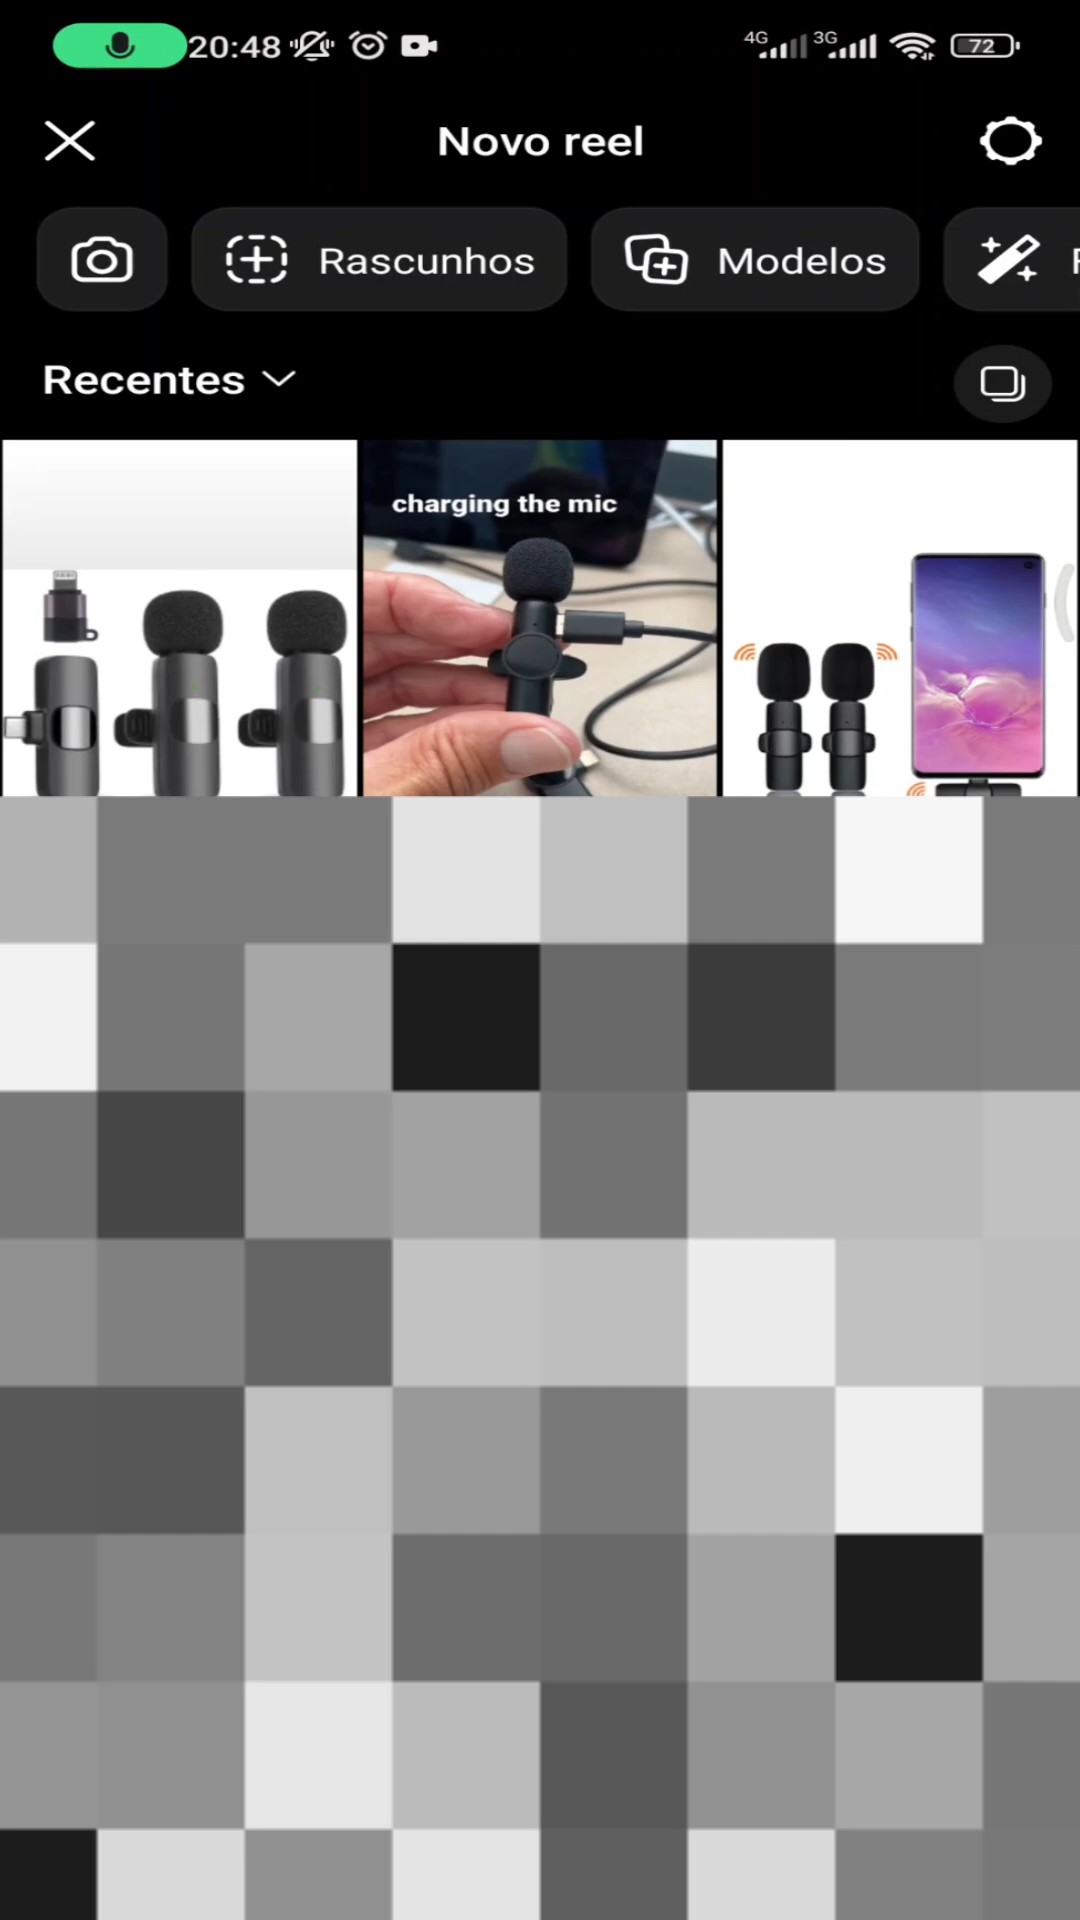 20:48 4G 3G 72
Novo reel
Rascunhos Modelos
Recentes
charging the mic